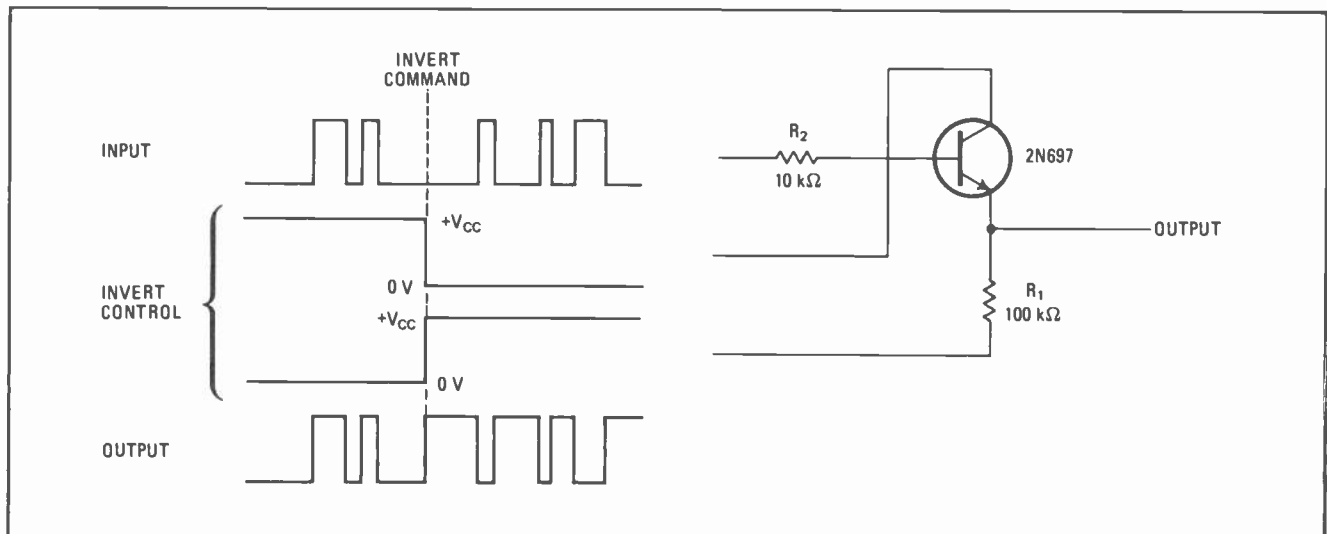 INVERT
COMMAND
INPUT
+VCC
0 V
INVERT
CONTROL
+VCC
0 V
OUTPUT
R2
10 kΩ
2N697
OUTPUT
R1
100 kΩ